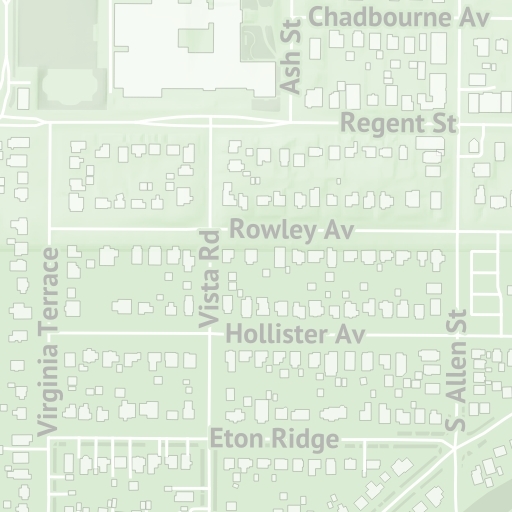 Chadbourne Av
Ash St
Regent St
Rowley Av
Vista Rd
Virginia Terrace
Hollister Av
S Allen St
Eton Ridge